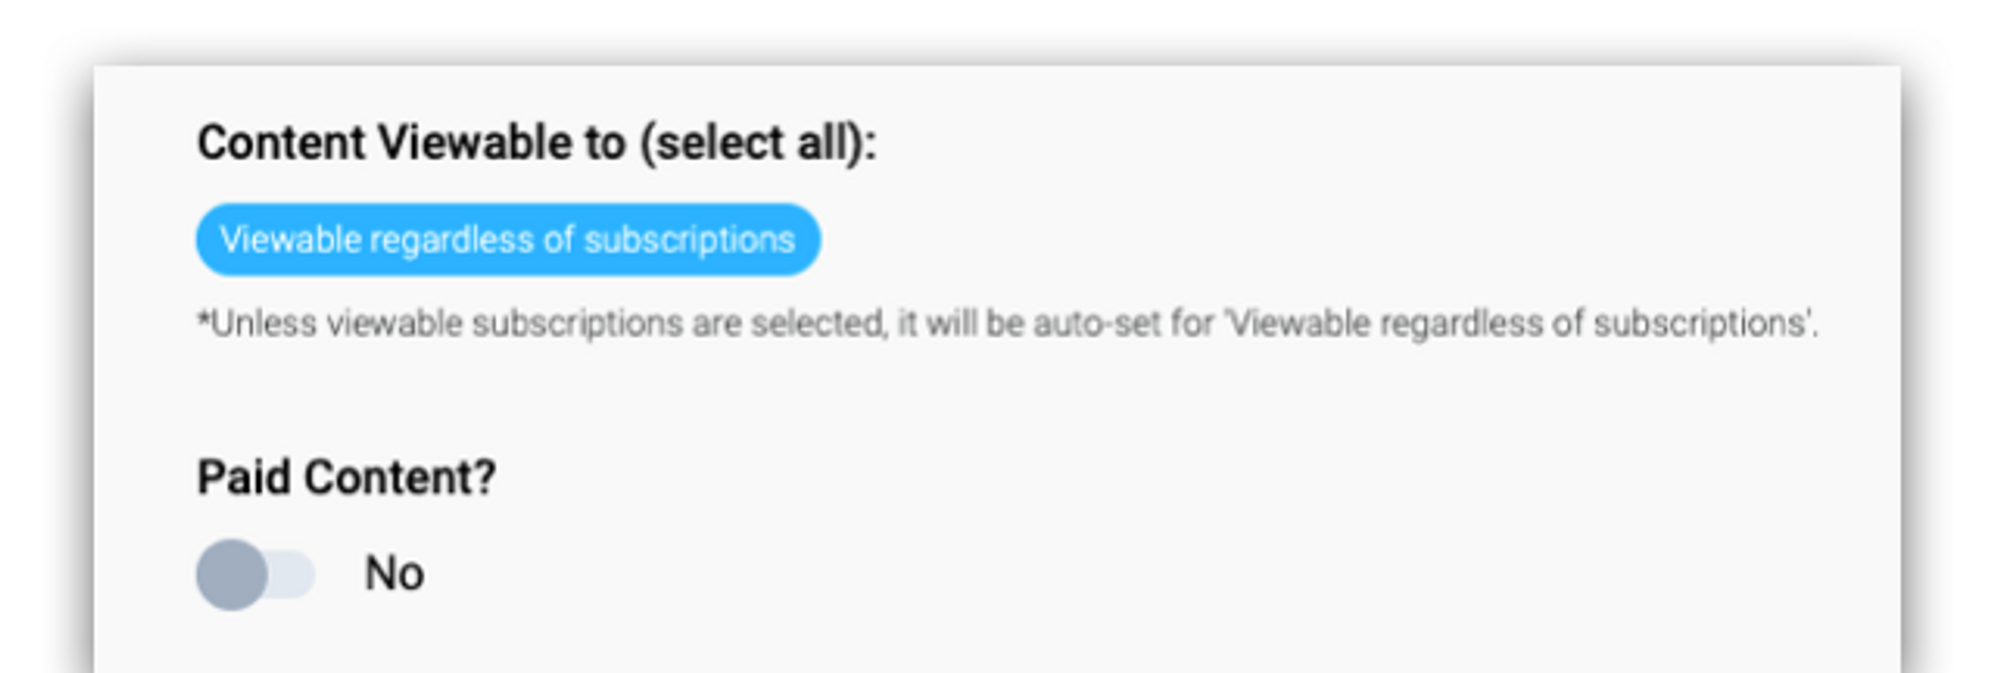 Content Viewable to (select all):
Viewable regardless of subscriptions
*Unless viewable subscriptions are selected, it will be auto-set for 'Viewable regardless of subscriptions'.
Paid Content?
No